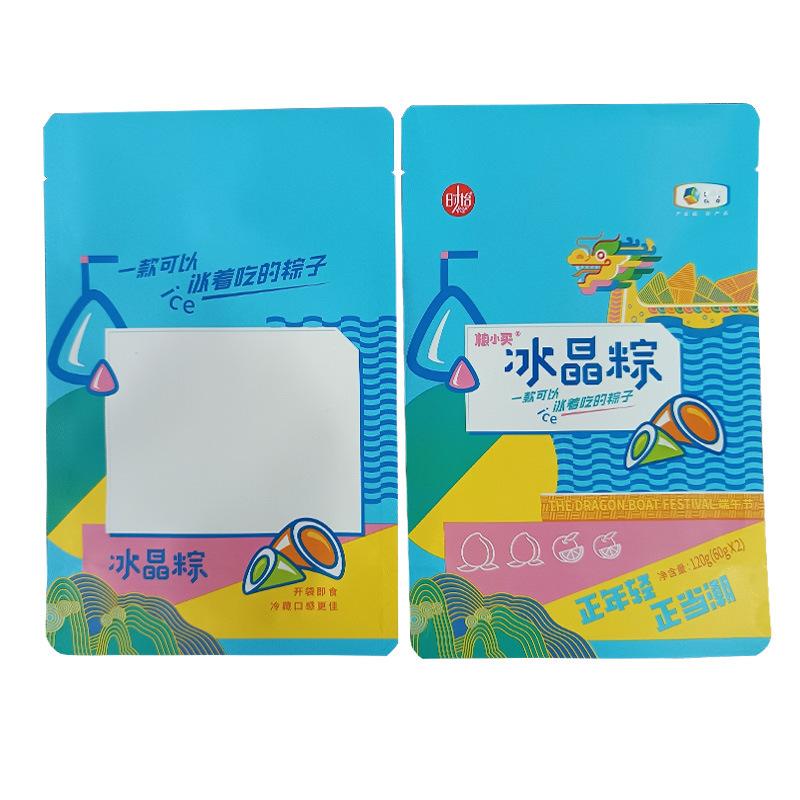 一款可以
冰着吃的粽子
ice
冰晶粽
开袋即食
冷藏口感更佳
时怡
粮小买®
冰晶粽
一款可以
冰着吃的粽子
ice
THE DRAGON BOAT FESTIVAL 端午节
净含量：120g(60gX2)
正年轻
正当潮